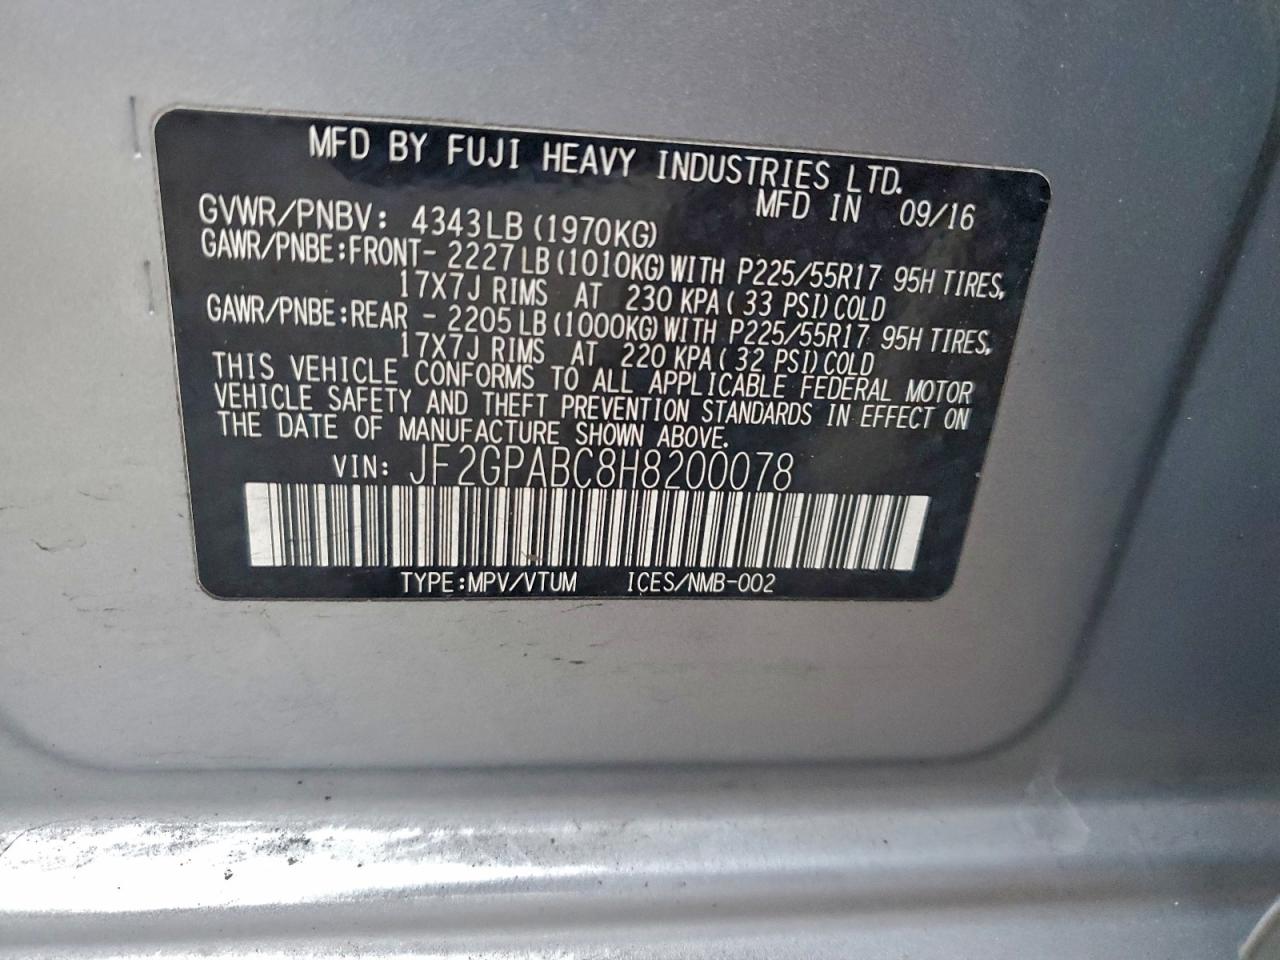 MFD BY FUJI HEAVY INDUSTRIES LTD.
MFD IN 09/16
GVWR/PNBV: 4343LB (1970KG)
GAWR/PNBE:FRONT- 2227LB (1010KG) WITH P225/55R17 95H TIRES,
17X7J RIMS AT 230 KPA ( 33 PSI) COLD
GAWR/PNBE:REAR - 2205LB (1000KG) WITH P225/55R17 95H TIRES,
17X7J RIMS AT 220 KPA ( 32 PSI) COLD
THIS VEHICLE CONFORMS TO ALL APPLICABLE FEDERAL MOTOR
VEHICLE SAFETY AND THEFT PREVENTION STANDARDS IN EFFECT ON
THE DATE OF MANUFACTURE SHOWN ABOVE.
VIN: JF2GPABC8H8200078
TYPE:MPV/VTUM ICES/NMB-002